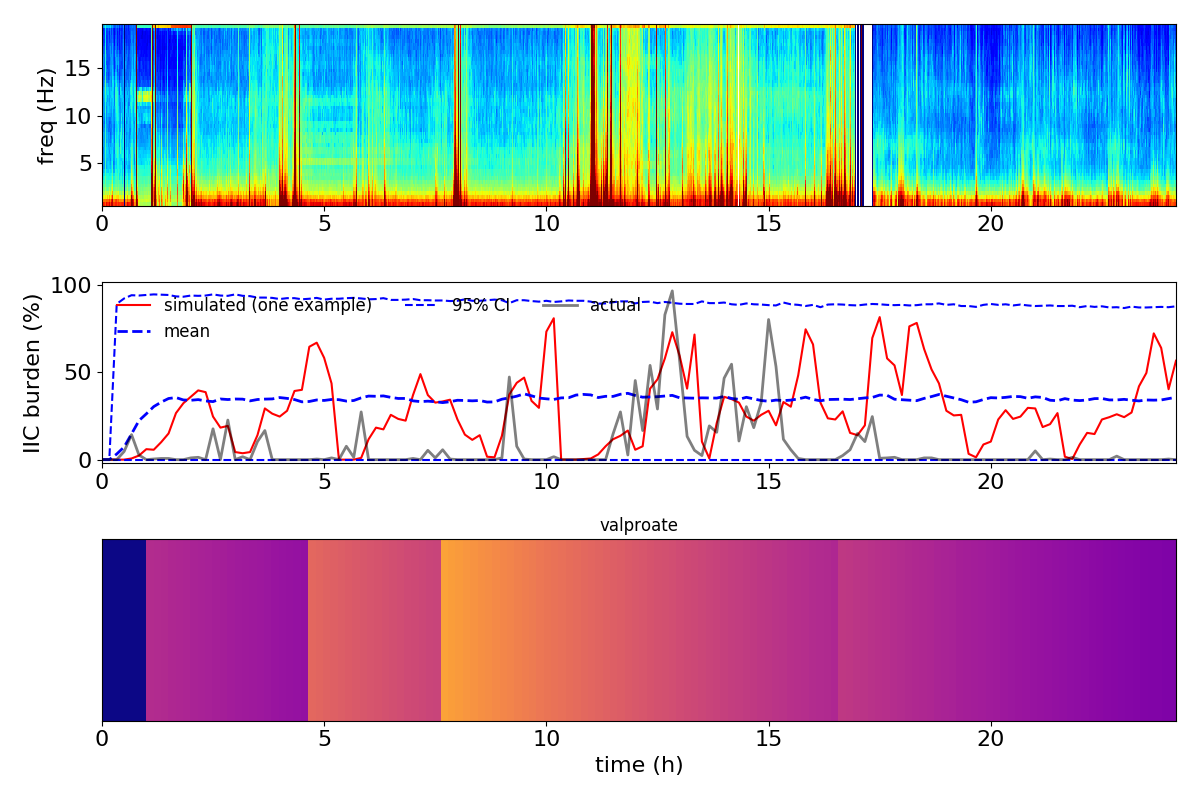 freq (Hz)
15
10
5
0 5 10 15 20
IIC burden (%)
100
50
0
simulated (one example) 95% CI actual
mean
0 5 10 15 20
valproate
0 5 10 15 20
time (h)